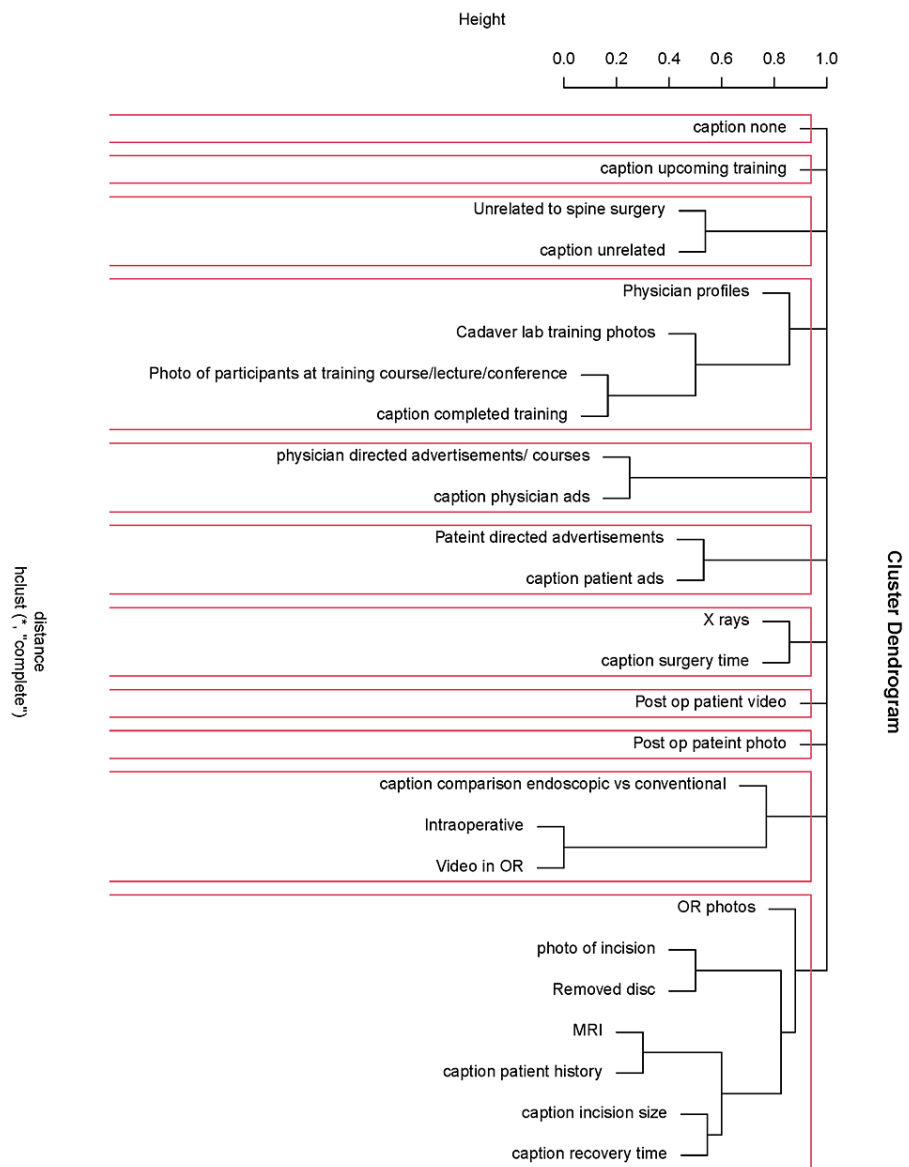 Height
0.0 0.2 0.4 0.6 0.8 1.0
caption none
caption upcoming training
Unrelated to spine surgery
caption unrelated
Physician profiles
Cadaver lab training photos
Photo of participants at training course/lecture/conference
caption completed training
physician directed advertisements/ courses
caption physician ads
Pateint directed advertisements
caption patient ads
X rays
caption surgery time
Post op patient video
Post op pateint photo
caption comparison endoscopic vs conventional
Intraoperative
Video in OR
OR photos
photo of incision
Removed disc
MRI
caption patient history
caption incision size
caption recovery time
Cluster Dendrogram
distance
hclust (*, "complete")